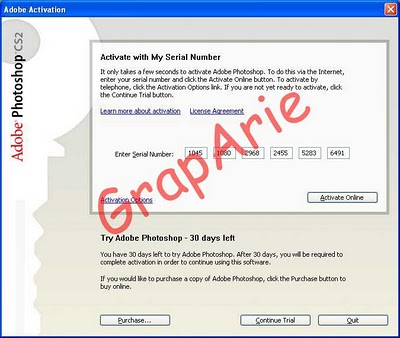 Adobe Activation
Adobe® Photoshop® CS2
Activate with My Serial Number
It only takes a few seconds to activate Adobe Photoshop. To do this via the Internet,
enter your serial number and click the Activate Online button. To activate by
telephone, click the Activation Options link. If you are not yet ready to activate, click
the Continue Trial button.
Learn more about activation License Agreement
GrapArie
Enter Serial Number: 1045 1080 2968 2455 5283 6491
Activation Options Activate Online
Try Adobe Photoshop - 30 days left
You have 30 days left to try Adobe Photoshop. After 30 days, you will be required to
complete activation in order to continue using this software.
If you would like to purchase a copy of Adobe Photoshop, click the Purchase button to
buy online.
Purchase... Continue Trial Quit